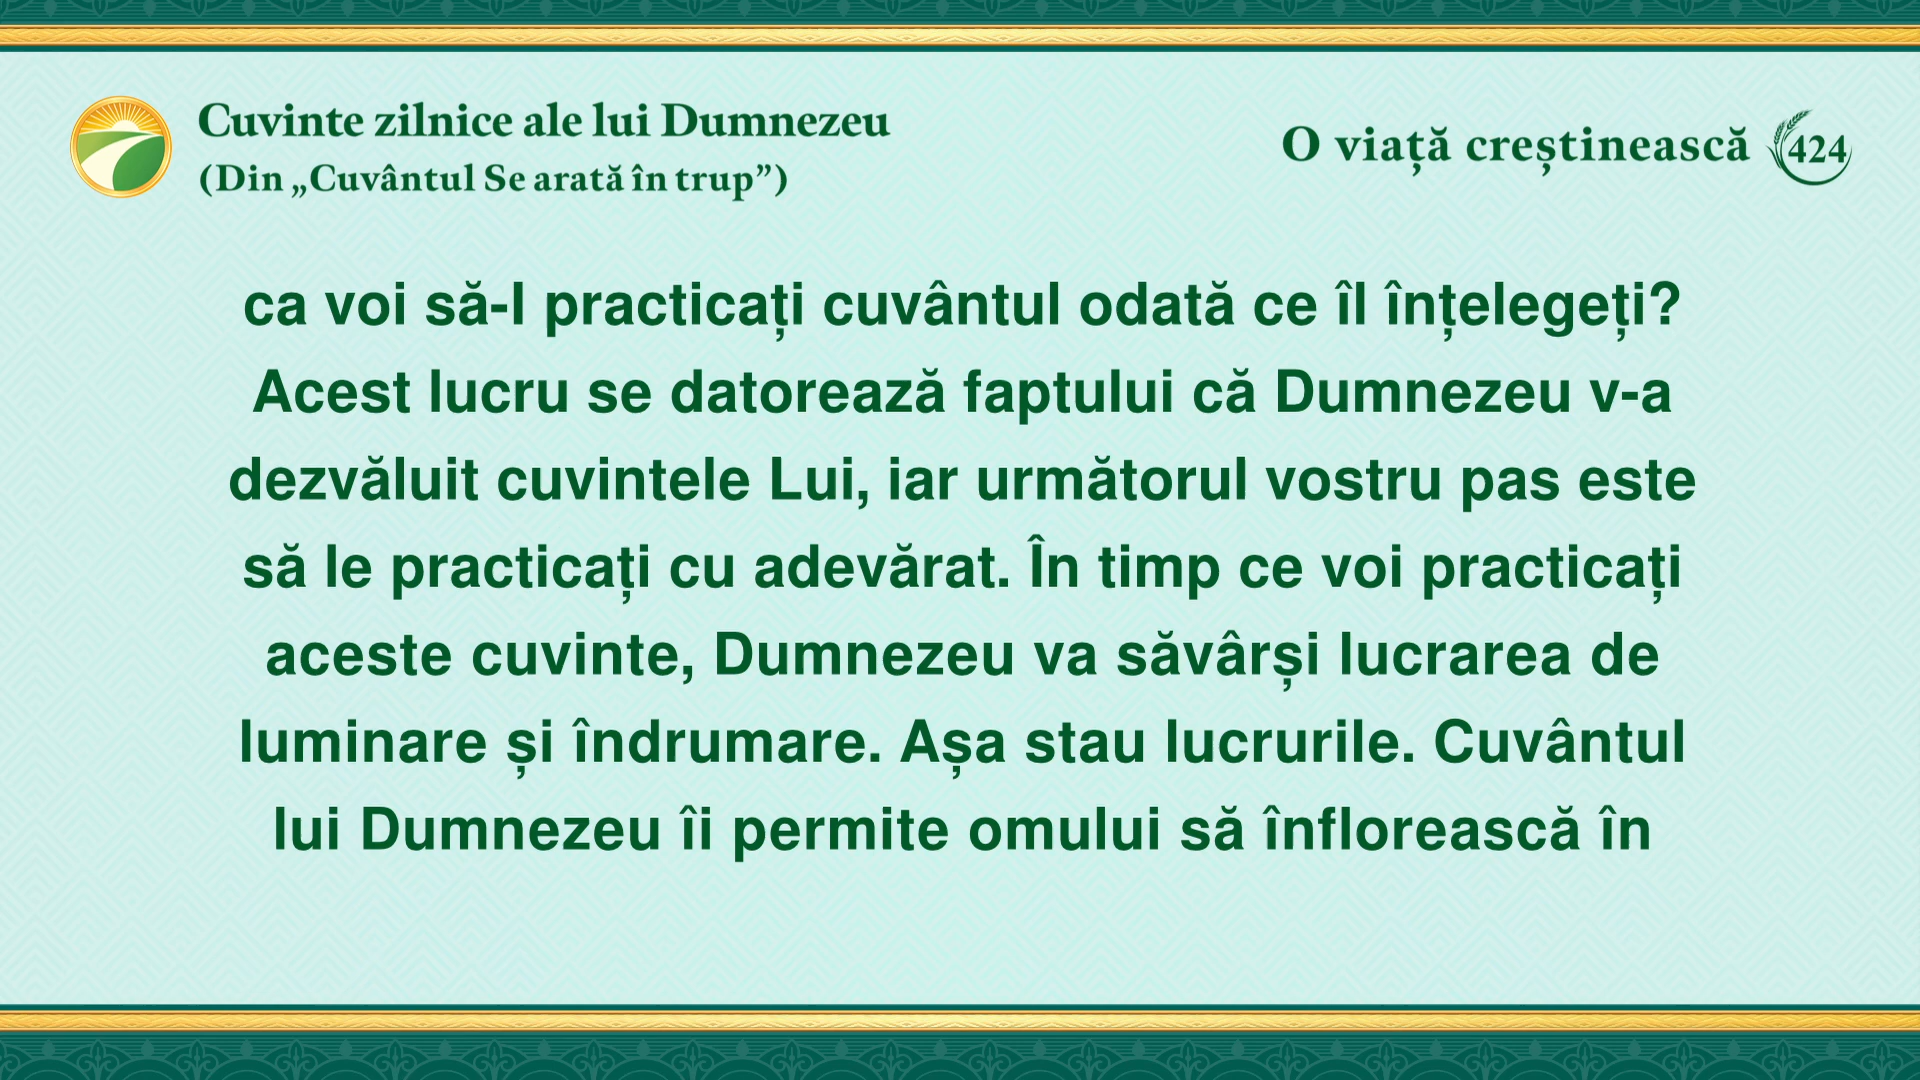 Cuvinte zilnice ale lui Dumnezeu
(Din „Cuvântul Se arată în trup”)
O viață creștinească 424
ca voi să-l practicați cuvântul odată ce îl înțelegeți?
Acest lucru se datorează faptului că Dumnezeu v-a
dezvăluit cuvintele Lui, iar următorul vostru pas este
să le practicați cu adevărat. În timp ce voi practicați
aceste cuvinte, Dumnezeu va săvârși lucrarea de
luminare și îndrumare. Așa stau lucrurile. Cuvântul
lui Dumnezeu îi permite omului să înflorească în